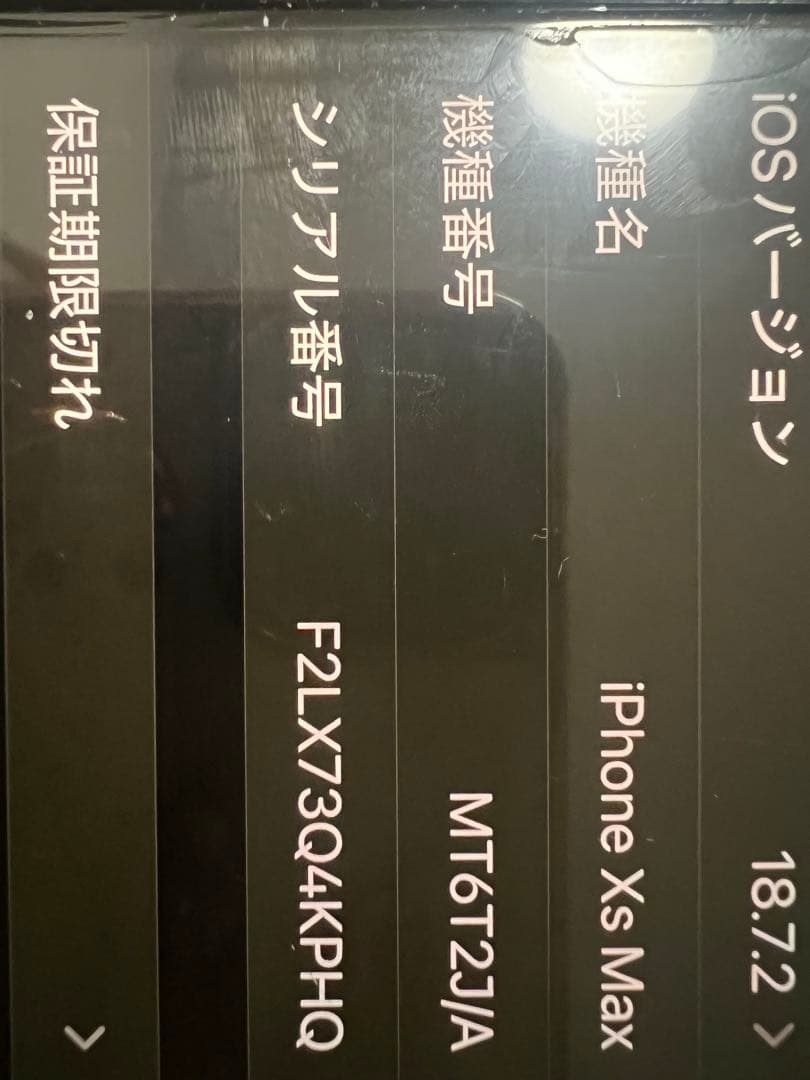 iOSバージョン 18.7.2
機種名 iPhone Xs Max
機種番号 MT6T2J/A
シリアル番号 F2LX73Q4KPHQ
保証期限切れ